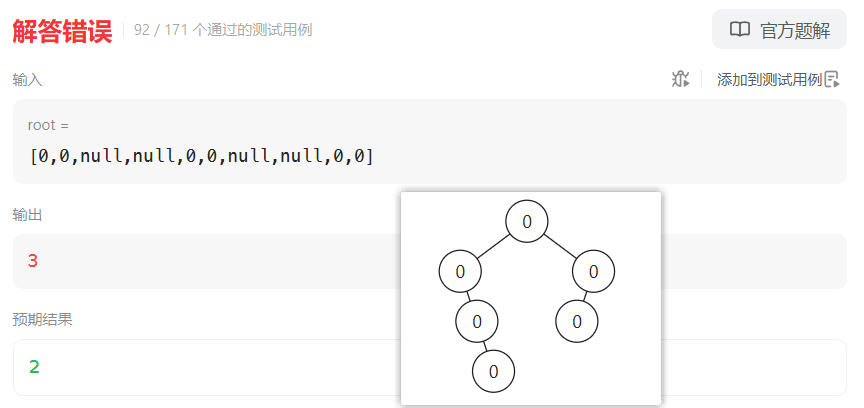 解答错误 92 / 171 个通过的测试用例 官方题解
输入 添加到测试用例
root =
[0,0,null,null,0,0,null,null,0,0]
输出
3
预期结果
2
0
0 0
0 0
0